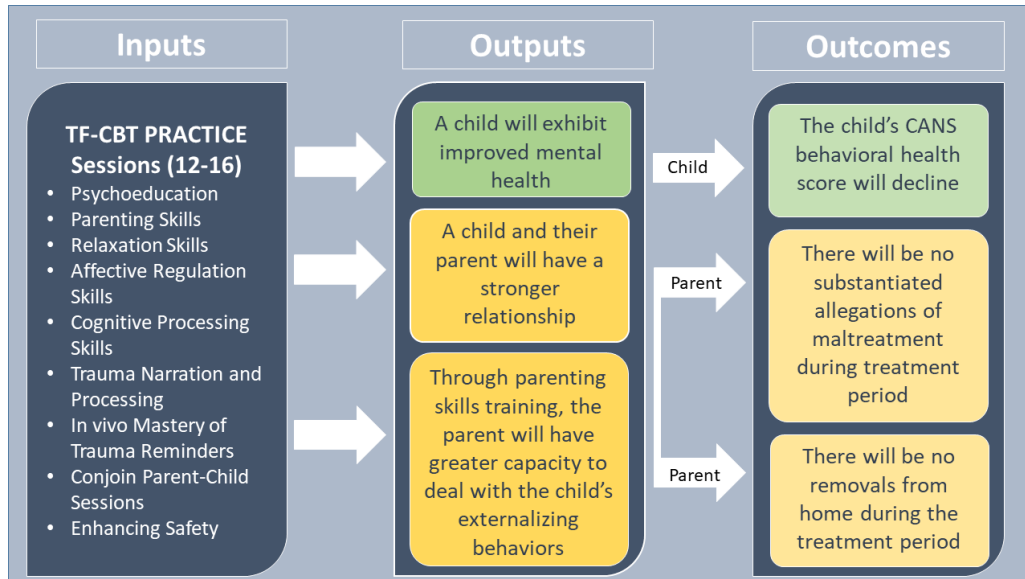 Inputs
Outputs
Outcomes
TF-CBT PRACTICE
Sessions (12-16)
• Psychoeducation
• Parenting Skills
• Relaxation Skills
• Affective Regulation
Skills
• Cognitive Processing
Skills
• Trauma Narration and
Processing
• In vivo Mastery of
Trauma Reminders
• Conjoin Parent-Child
Sessions
• Enhancing Safety
A child will exhibit
improved mental
health
A child and their
parent will have a
stronger
relationship
Through parenting
skills training, the
parent will have
greater capacity to
deal with the child's
externalizing
behaviors
Child
Parent
Parent
The child's CANS
behavioral health
score will decline
There will be no
substantiated
allegations of
maltreatment
during treatment
period
There will be no
removals from
home during the
treatment period